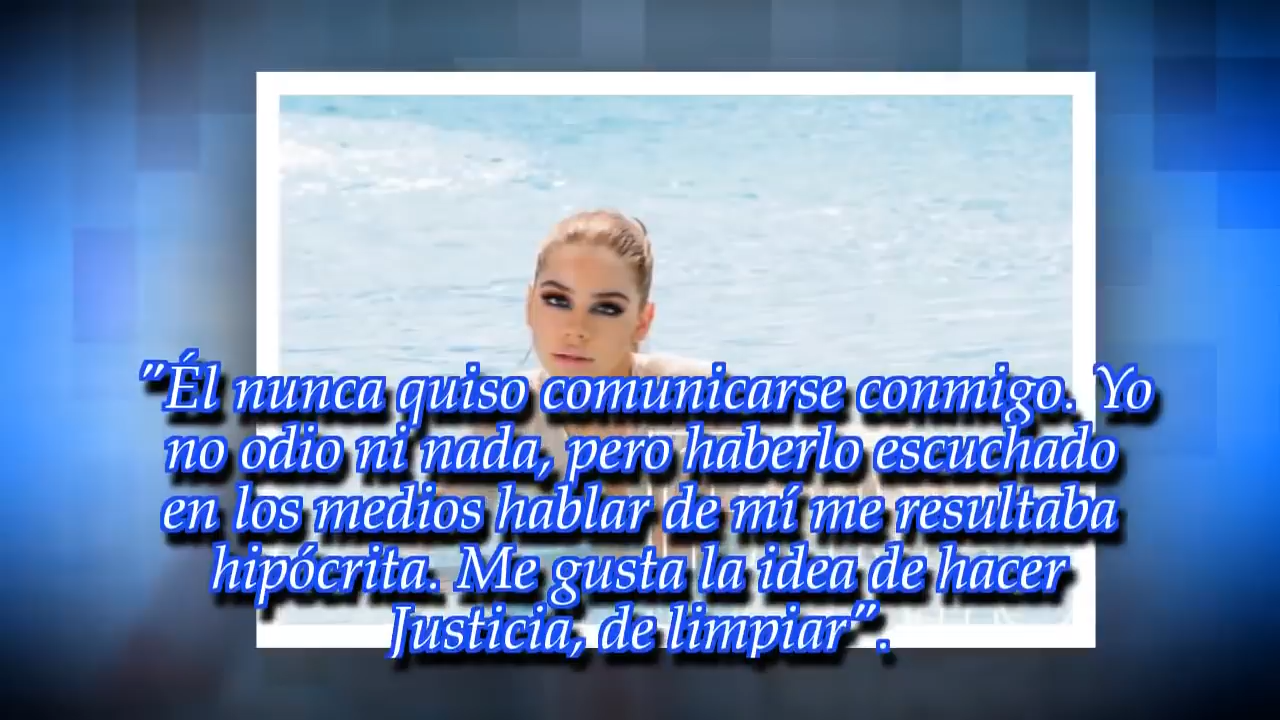 "Él nunca quiso comunicarse conmigo. Yo
no odio ni nada, pero haberlo escuchado
en los medios hablar de mí me resultaba
hipócrita. Me gusta la idea de hacer
Justicia, de limpiar".